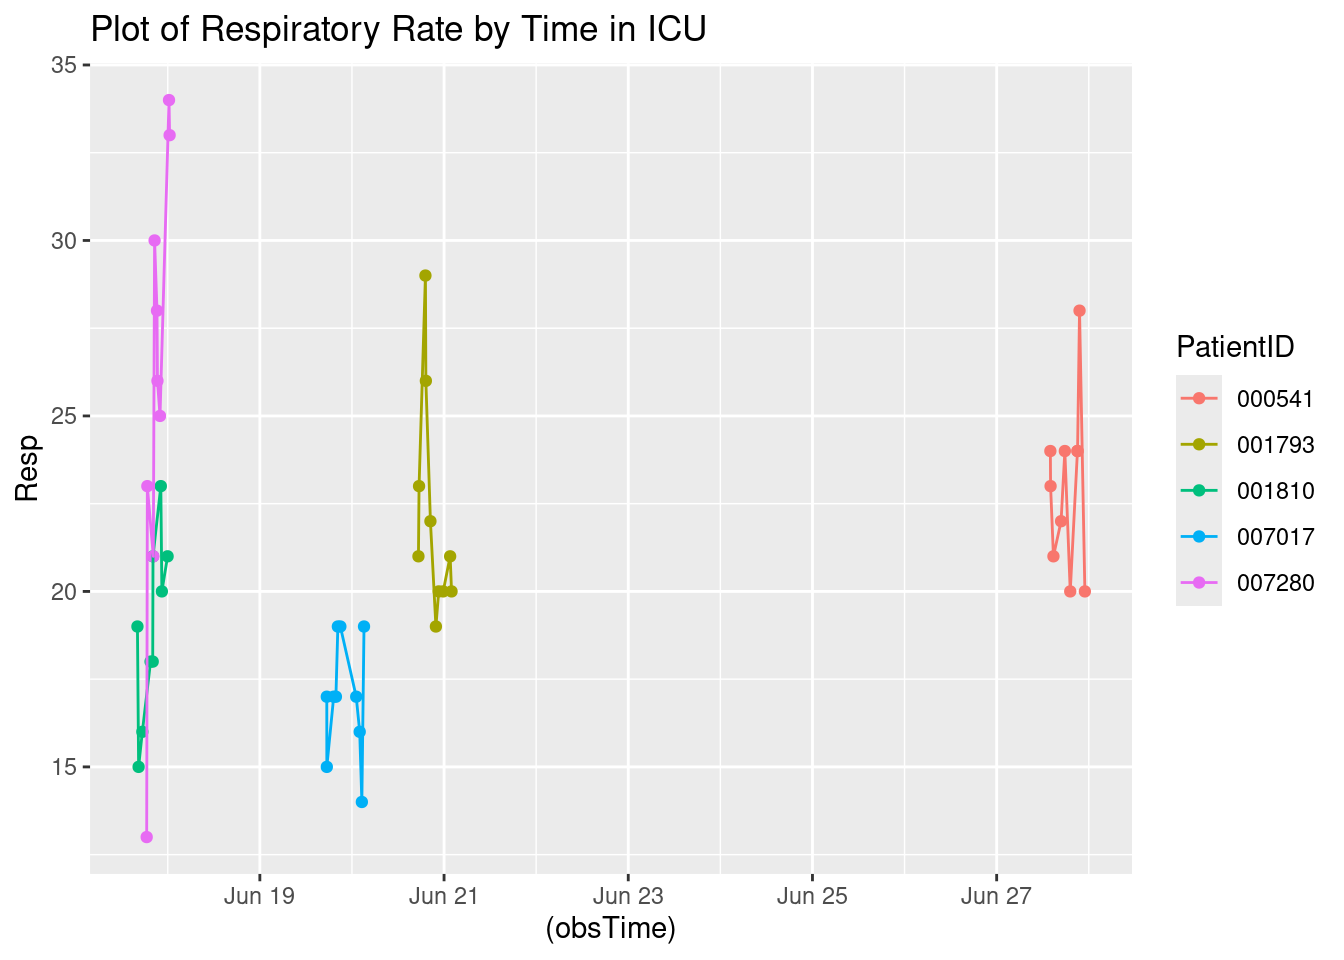 Plot of Respiratory Rate by Time in ICU
35
30
25
20
15
Resp
Jun 19
Jun 21
Jun 23
Jun 25
Jun 27
(obsTime)
PatientID
000541
001793
001810
007017
007280